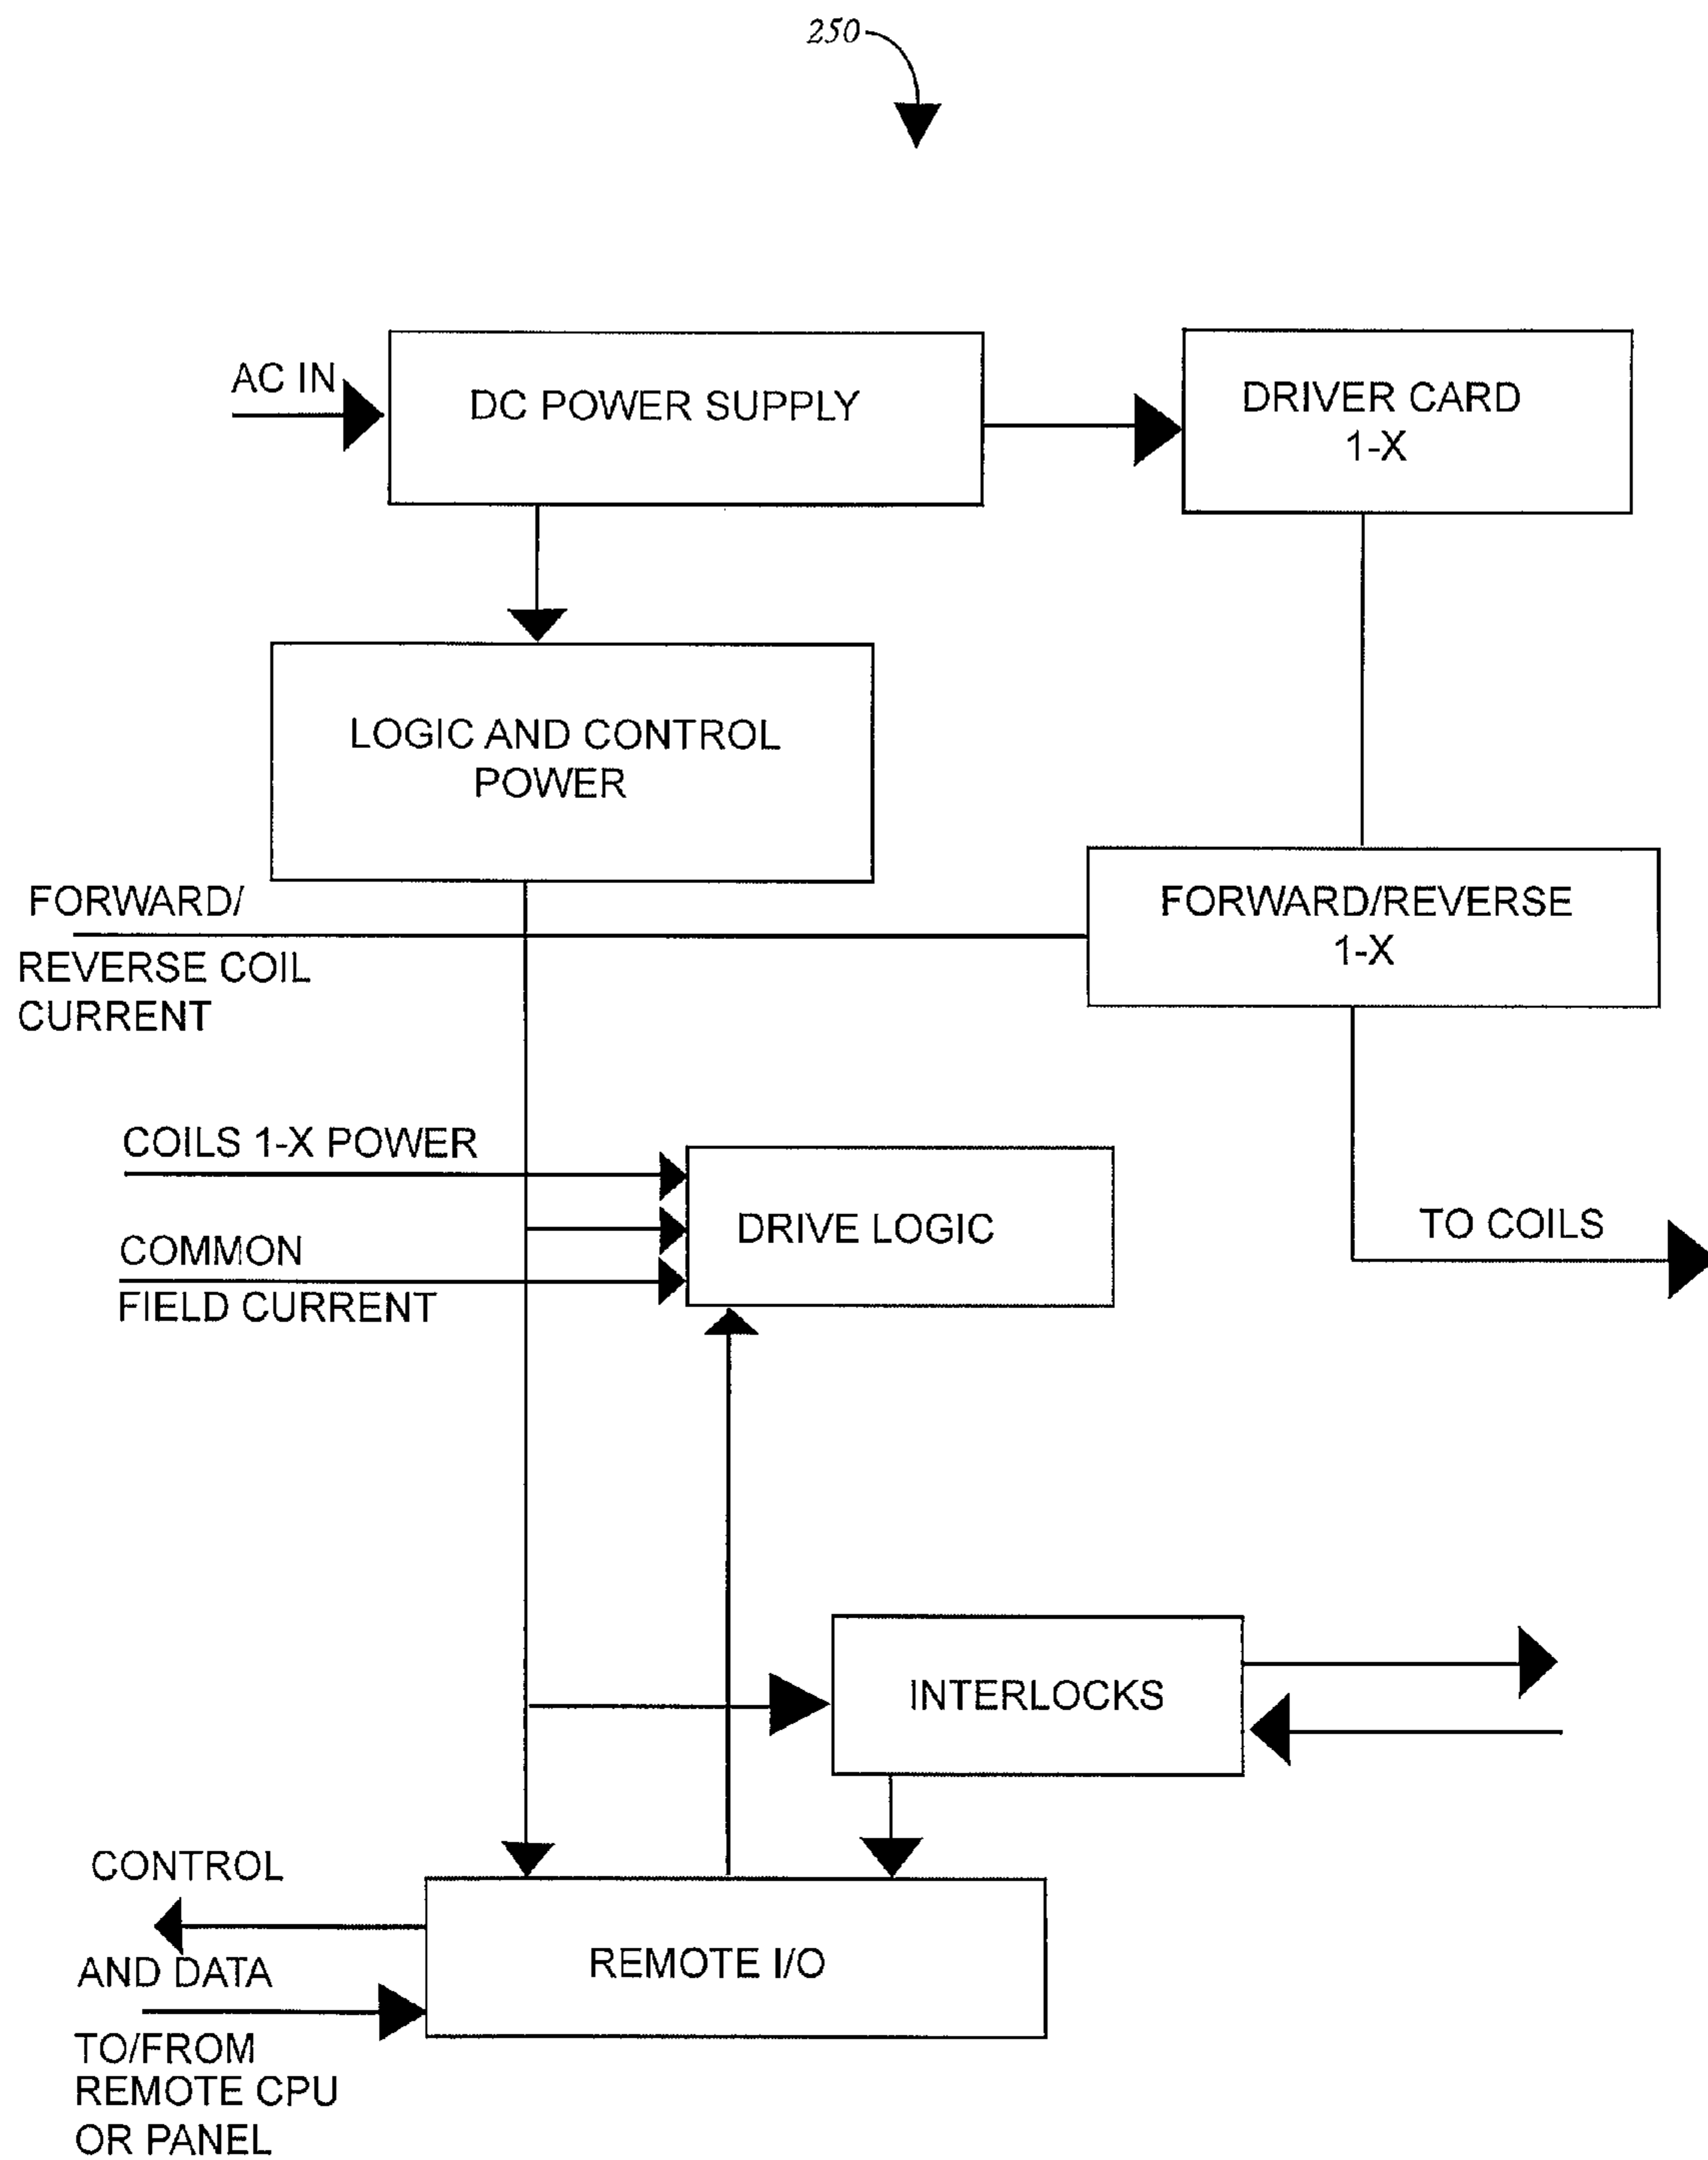 250
AC IN
DC POWER SUPPLY
DRIVER CARD
1-X
LOGIC AND CONTROL
POWER
FORWARD/
REVERSE COIL
CURRENT
FORWARD/REVERSE
1-X
COILS 1-X POWER
COMMON
FIELD CURRENT
DRIVE LOGIC
TO COILS
INTERLOCKS
CONTROL
AND DATA
TO/FROM
REMOTE CPU
OR PANEL
REMOTE I/O